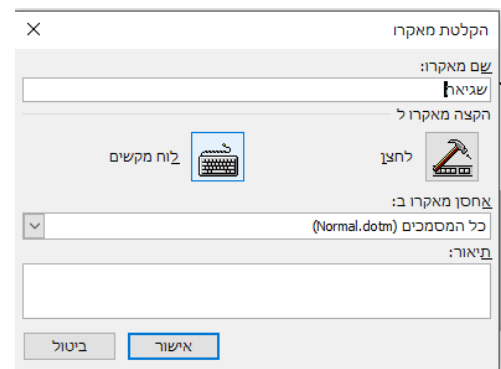 הקלטת מאקרו
שם מאקרו:
שגיאה
הקצה מאקרו ל
לחצן לוח מקשים
אחסן מאקרו ב:
כל המסמכים (Normal.dotm)
תיאור:
אישור ביטול